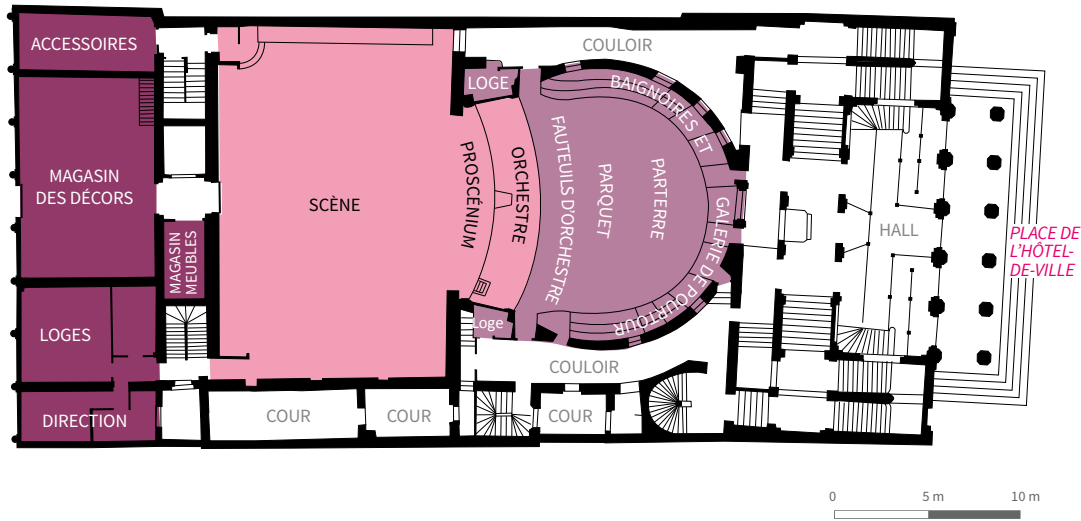 ACCESSOIRES
COULOIR
LOGE
BAIGNOIRES ET
GALERIE DE POURTOUR
MAGASIN
DES DÉCORS
SCÈNE
PROSCÉNIUM
ORCHESTRE
FAUTEUILS D'ORCHESTRE
PARQUET
PARTERRE
HALL
PLACE DE
L'HÔTEL-
DE-VILLE
MAGASIN
MEUBLES
LOGES
Loge
COULOIR
DIRECTION
COUR
COUR
COUR
0
5 m
10 m